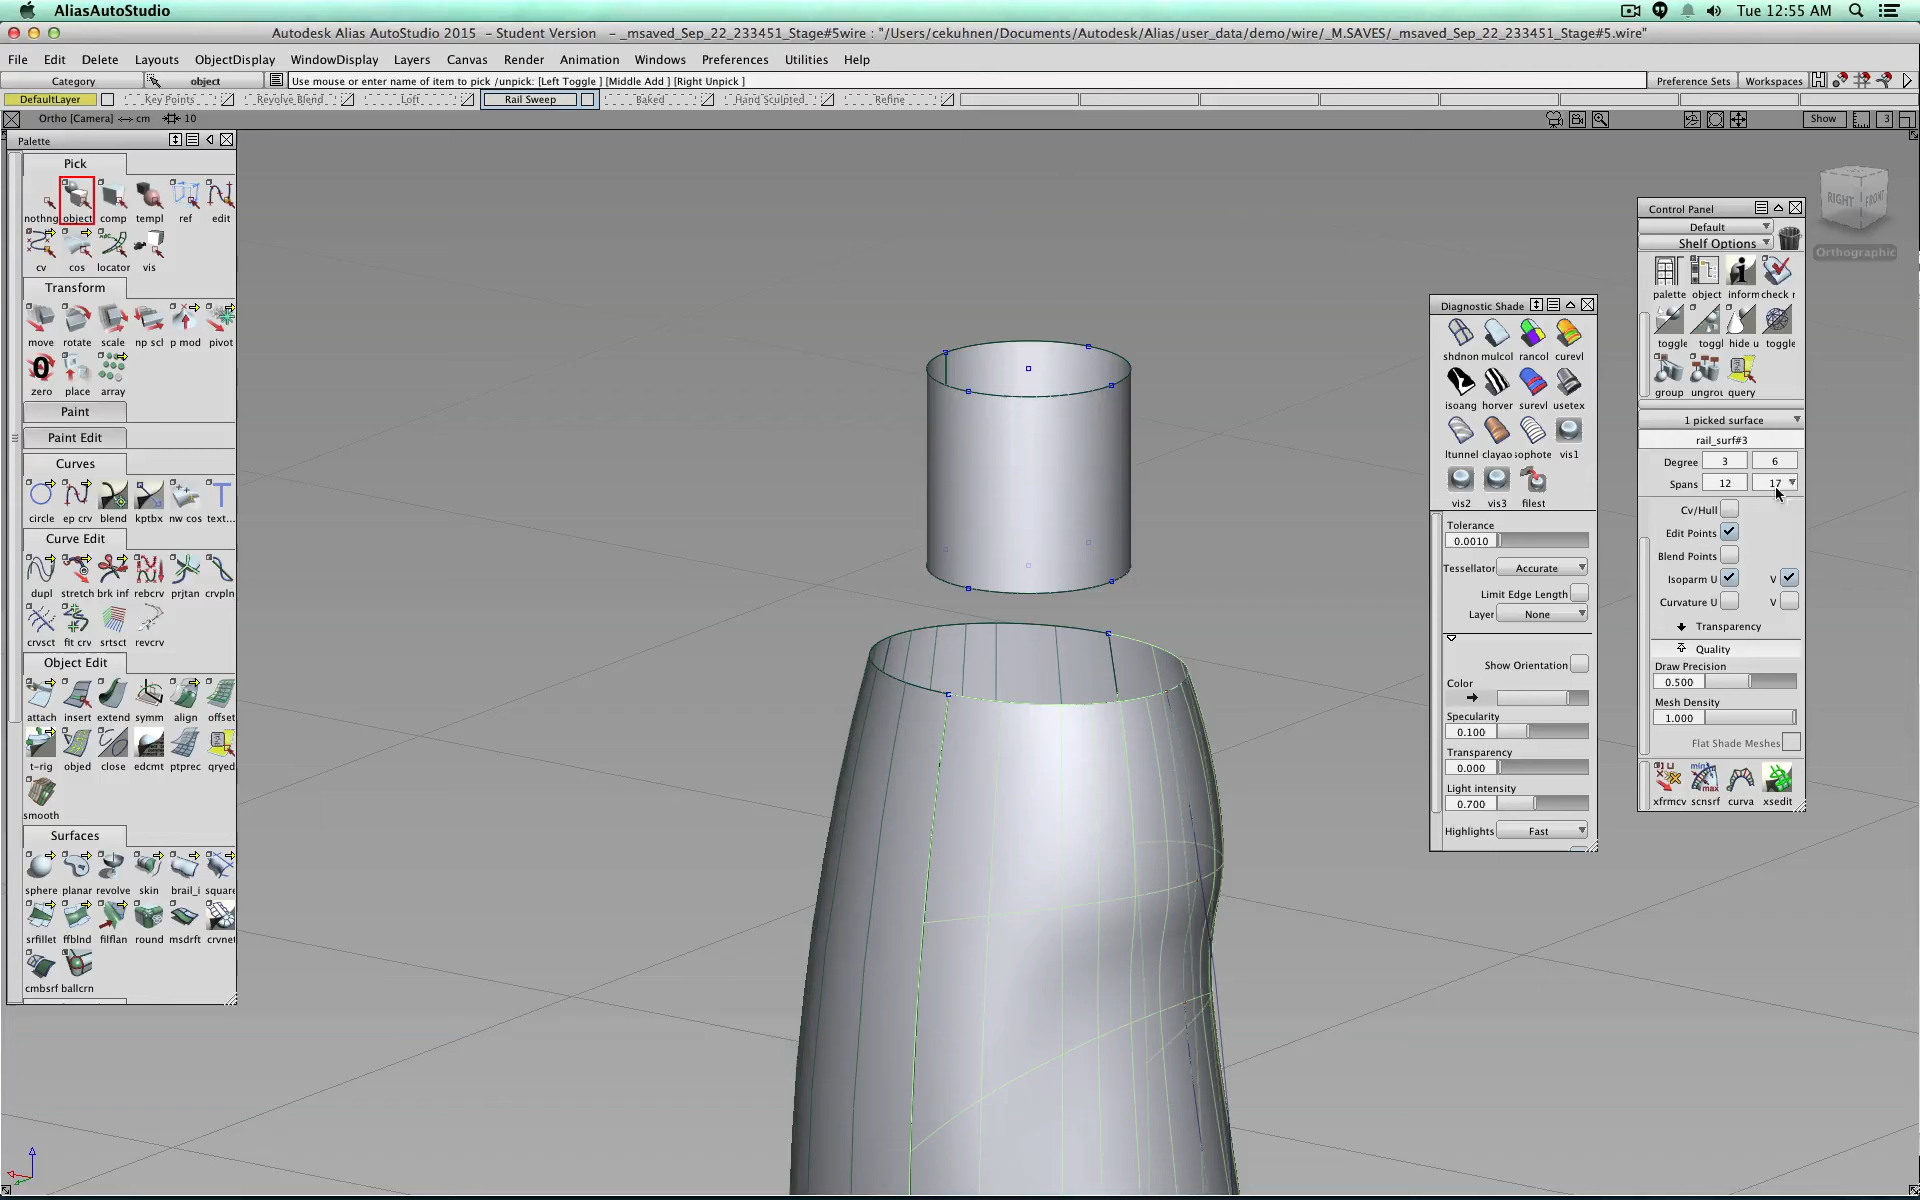 AliasAutoStudio
Tue 12:55 AM
Autodesk Alias AutoStudio 2015 - Student Version - _msaved_Sep_22_233451_Stage#5wire : "/Users/cekuhnen/Documents/Autodesk/Alias/user_data/demo/wire/_M.SAVES/_msaved_Sep_22_233451_Stage#5.wire"
File Edit Delete Layouts ObjectDisplay WindowDisplay Layers Canvas Render Animation Windows Preferences Utilities Help
Category object Use mouse or enter name of item to pick /unpick: [Left Toggle ] [Middle Add ] [Right Unpick ] Preference Sets Workspaces
DefaultLayer Key Points Revolve Blend Loft Rail Sweep Baked Hand Sculpted Refine
Ortho [Camera] cm 10 Show 3
Palette
Pick
nothng object comp templ ref edit
cv cos locator vis
Transform
move rotate scale np scl p mod pivot
zero place array
Paint
Paint Edit
Curves
circle ep crv blend kptbx nw cos text...
Curve Edit
dupl stretch brk inf rebcrv prjtan crvpln
crvsct fit crv srtsct revcrv
Object Edit
attach insert extend symm align offset
t-rig objed close edcmt ptprec qryed
smooth
Surfaces
sphere planar revolve skin brail_i square
srfillet ffblnd filflan round msdrft crvnet
cmbsrf ballcrn
Diagnostic Shade
shdnon mulcol rancol curevl
isoang horver surevl usetex
ltunnel clayao isophote vis1
vis2 vis3 filest
Tolerance
0.0010
Tessellator Accurate
Limit Edge Length
Layer None
Show Orientation
Color
Specularity
0.100
Transparency
0.000
Light intensity
0.700
Highlights Fast
RIGHT FRONT
Orthographic
Control Panel
Default
Shelf Options
palette object inform check r
toggle toggl hide u toggle
group ungrou query
1 picked surface
rail_surf#3
Degree 3 6
Spans 12 17
Cv/Hull
Edit Points
Blend Points
Isoparm U V
Curvature U V
Transparency
Quality
Draw Precision
0.500
Mesh Density
1.000
Flat Shade Meshes
xfrmcv scnsrf curva xsedit